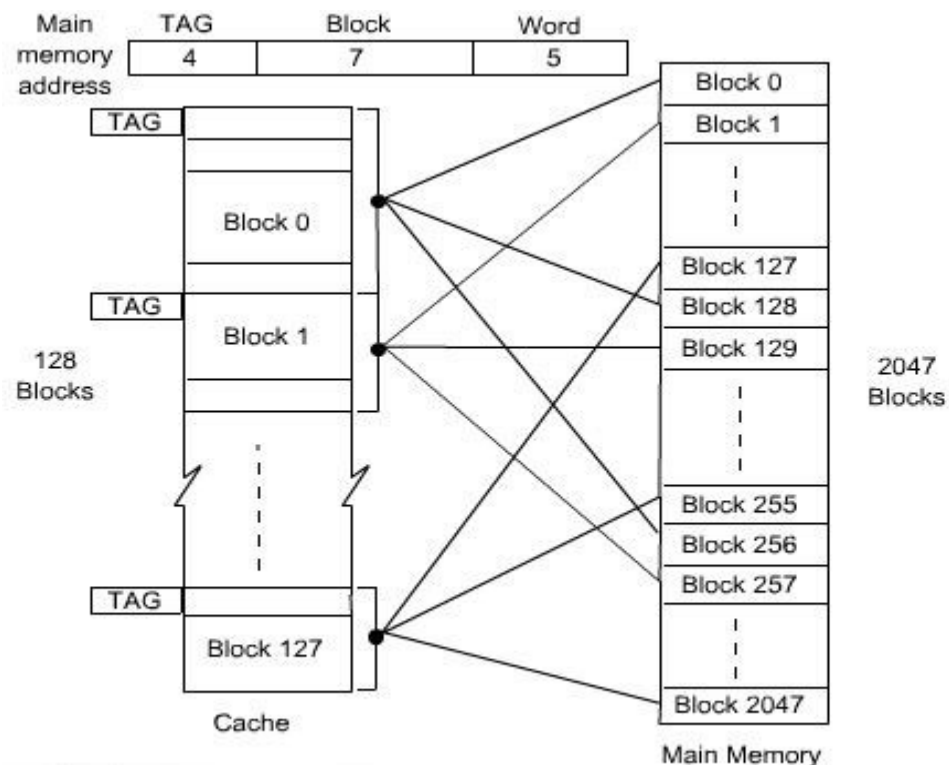 Main memory address
TAG Block Word
4 7 5
TAG
Block 0
TAG
Block 1
128 Blocks
TAG
Block 127
Cache
Block 0
Block 1
Block 127
Block 128
Block 129
Block 255
Block 256
Block 257
Block 2047
2047 Blocks
Main Memory